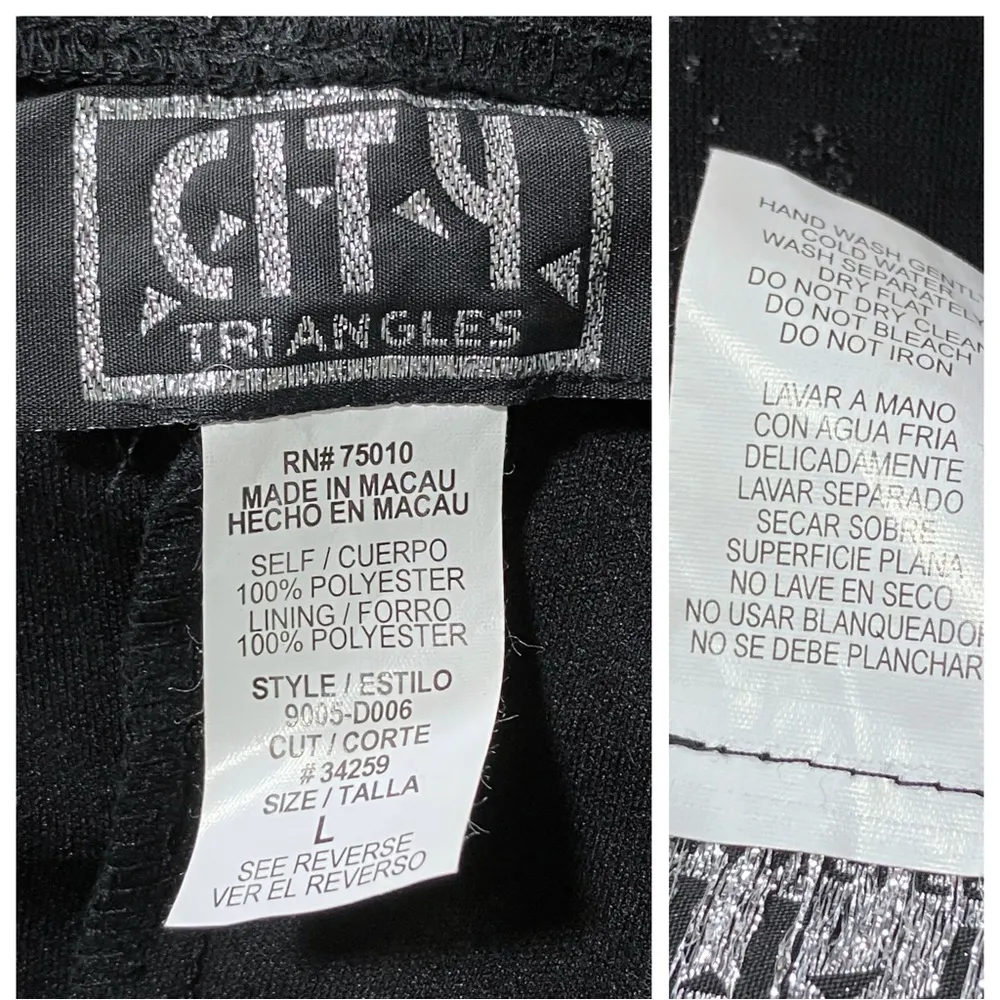 CITY
TRIANGLES
RN# 75010
MADE IN MACAU
HECHO EN MACAU
SELF / CUERPO
100% POLYESTER
LINING / FORRO
100% POLYESTER
STYLE / ESTILO
9005-D006
CUT / CORTE
# 34259
SIZE / TALLA
L
SEE REVERSE
VER EL REVERSO
HAND WASH GENTLY
COLD WATTENTER
WASH SEPARATELY
DRY FLAT
DO NOT DRY CLEAN
DO NOT BLEACH
DO NOT IRON
LAVAR A MANO
CON AGUA FRIA
DELICADAMENTE
LAVAR SEPARADO
SECAR SOBRE
SUPERFICIE PLANA
NO LAVE EN SECO
NO USAR BLANQUEADOR
NO SE DEBE PLANCHAR